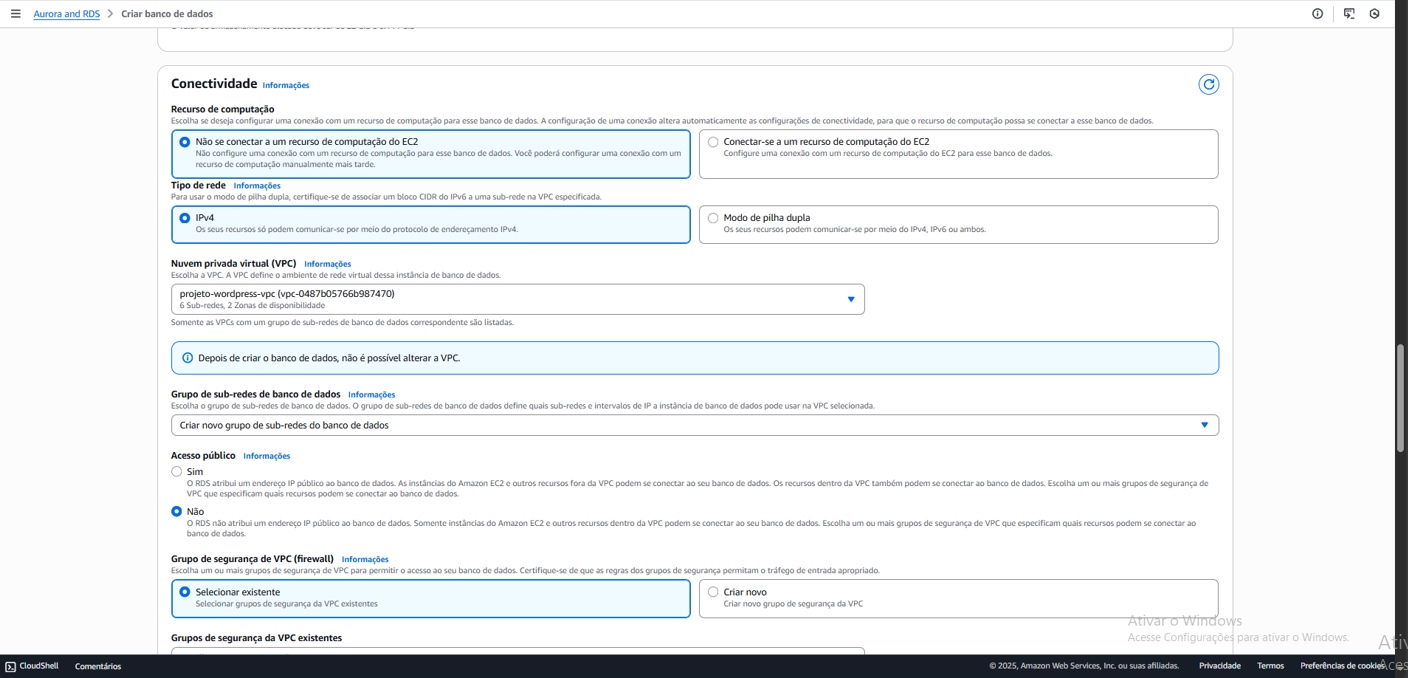 Aurora and RDS > Criar banco de dados
Conectividade Informações
Recurso de computação
Escolha se deseja configurar uma conexão com um recurso de computação para esse banco de dados. A configuração de uma conexão altera automaticamente as configurações de conectividade, para que o recurso de computação possa se conectar a esse banco de dados.
Não se conectar a um recurso de computação do EC2
Não configure uma conexão com um recurso de computação para esse banco de dados. Você poderá configurar uma conexão com um
recurso de computação manualmente mais tarde.
Conectar-se a um recurso de computação do EC2
Configure uma conexão com um recurso de computação do EC2 para esse banco de dados.
Tipo de rede Informações
Para usar o modo de pilha dupla, certifique-se de associar um bloco CIDR do IPv6 a uma sub-rede na VPC especificada.
IPv4
Os seus recursos só podem comunicar-se por meio do protocolo de endereçamento IPv4.
Modo de pilha dupla
Os seus recursos podem comunicar-se por meio do IPv4, IPv6 ou ambos.
Nuvem privada virtual (VPC) Informações
Escolha a VPC. A VPC define o ambiente de rede virtual dessa instância de banco de dados.
projeto-wordpress-vpc (vpc-0487b05766b987470)
6 Sub-redes, 2 Zonas de disponibilidade
Somente as VPCs com um grupo de sub-redes de banco de dados correspondente são listadas.
Depois de criar o banco de dados, não é possível alterar a VPC.
Grupo de sub-redes de banco de dados Informações
Escolha o grupo de sub-redes de banco de dados. O grupo de sub-redes de banco de dados define quais sub-redes e intervalos de IP a instância de banco de dados pode usar na VPC selecionada.
Criar novo grupo de sub-redes do banco de dados
Acesso público Informações
Sim
O RDS atribui um endereço IP público ao banco de dados. As instâncias do Amazon EC2 e outros recursos fora da VPC podem se conectar ao seu banco de dados. Os recursos dentro da VPC também podem se conectar ao banco de dados. Escolha um ou mais grupos de segurança de
VPC que especificam quais recursos podem se conectar ao banco de dados.
Não
O RDS não atribui um endereço IP público ao banco de dados. Somente instâncias do Amazon EC2 e outros recursos dentro da VPC podem se conectar ao seu banco de dados. Escolha um ou mais grupos de segurança de VPC que especificam quais recursos podem se conectar ao
banco de dados.
Grupo de segurança de VPC (firewall) Informações
Escolha um ou mais grupos de segurança de VPC para permitir o acesso ao seu banco de dados. Certifique-se de que as regras dos grupos de segurança permitam o tráfego de entrada apropriado.
Selecionar existente
Selecionar grupos de segurança da VPC existentes
Criar novo
Criar novo grupo de segurança da VPC
Grupos de segurança da VPC existentes
Ativar o Windows
Acesse Configurações para ativar o Windows.
CloudShell Comentários © 2025, Amazon Web Services, Inc. ou suas afiliadas. Privacidade Termos Preferências de cookies